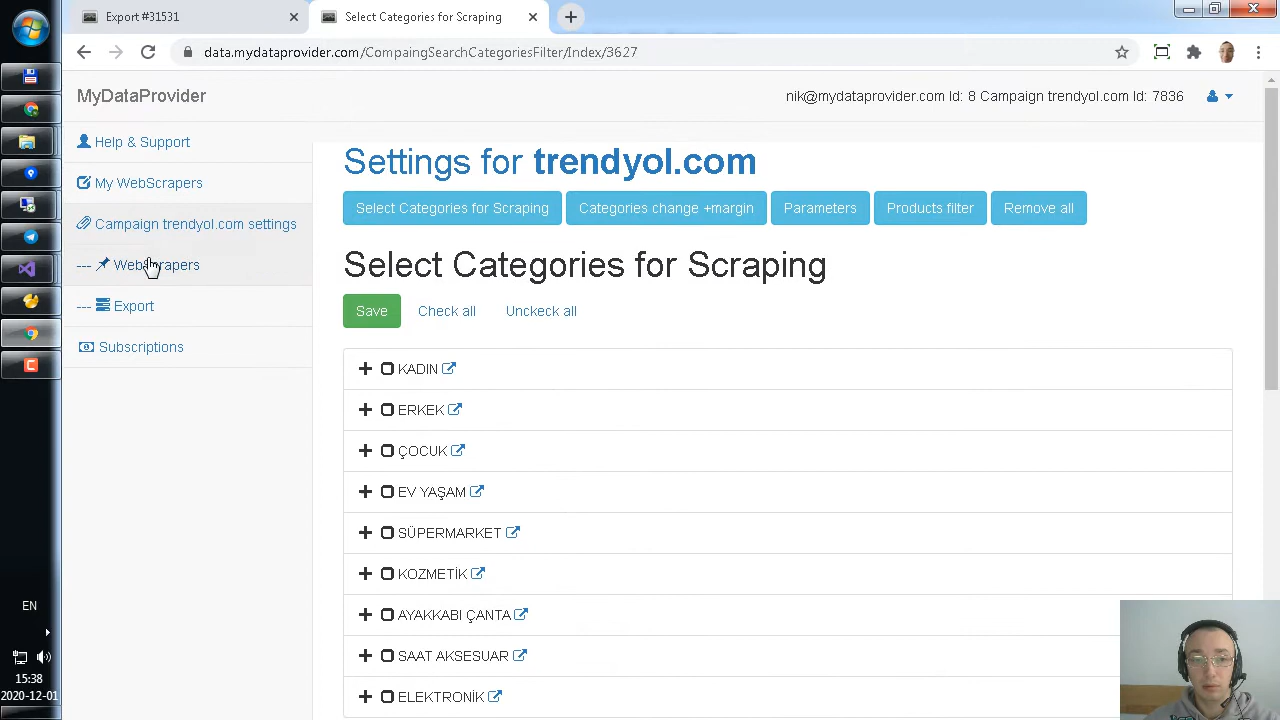 Export #31531
Select Categories for Scraping
data.mydataprovider.com/CompaingSearchCategoriesFilter/Index/3627
MyDataProvider
nik@mydataprovider.com Id: 8 Campaign trendyol.com Id: 7836
Help & Support
My WebScrapers
Campaign trendyol.com settings
--- WebScrapers
--- Export
Subscriptions
Settings for trendyol.com
Select Categories for Scraping
Categories change +margin
Parameters
Products filter
Remove all
Select Categories for Scraping
Save
Check all
Unckeck all
KADIN
ERKEK
ÇOCUK
EV YAŞAM
SÜPERMARKET
KOZMETİK
AYAKKABI ÇANTA
SAAT AKSESUAR
ELEKTRONİK
EN
15:38
2020-12-01